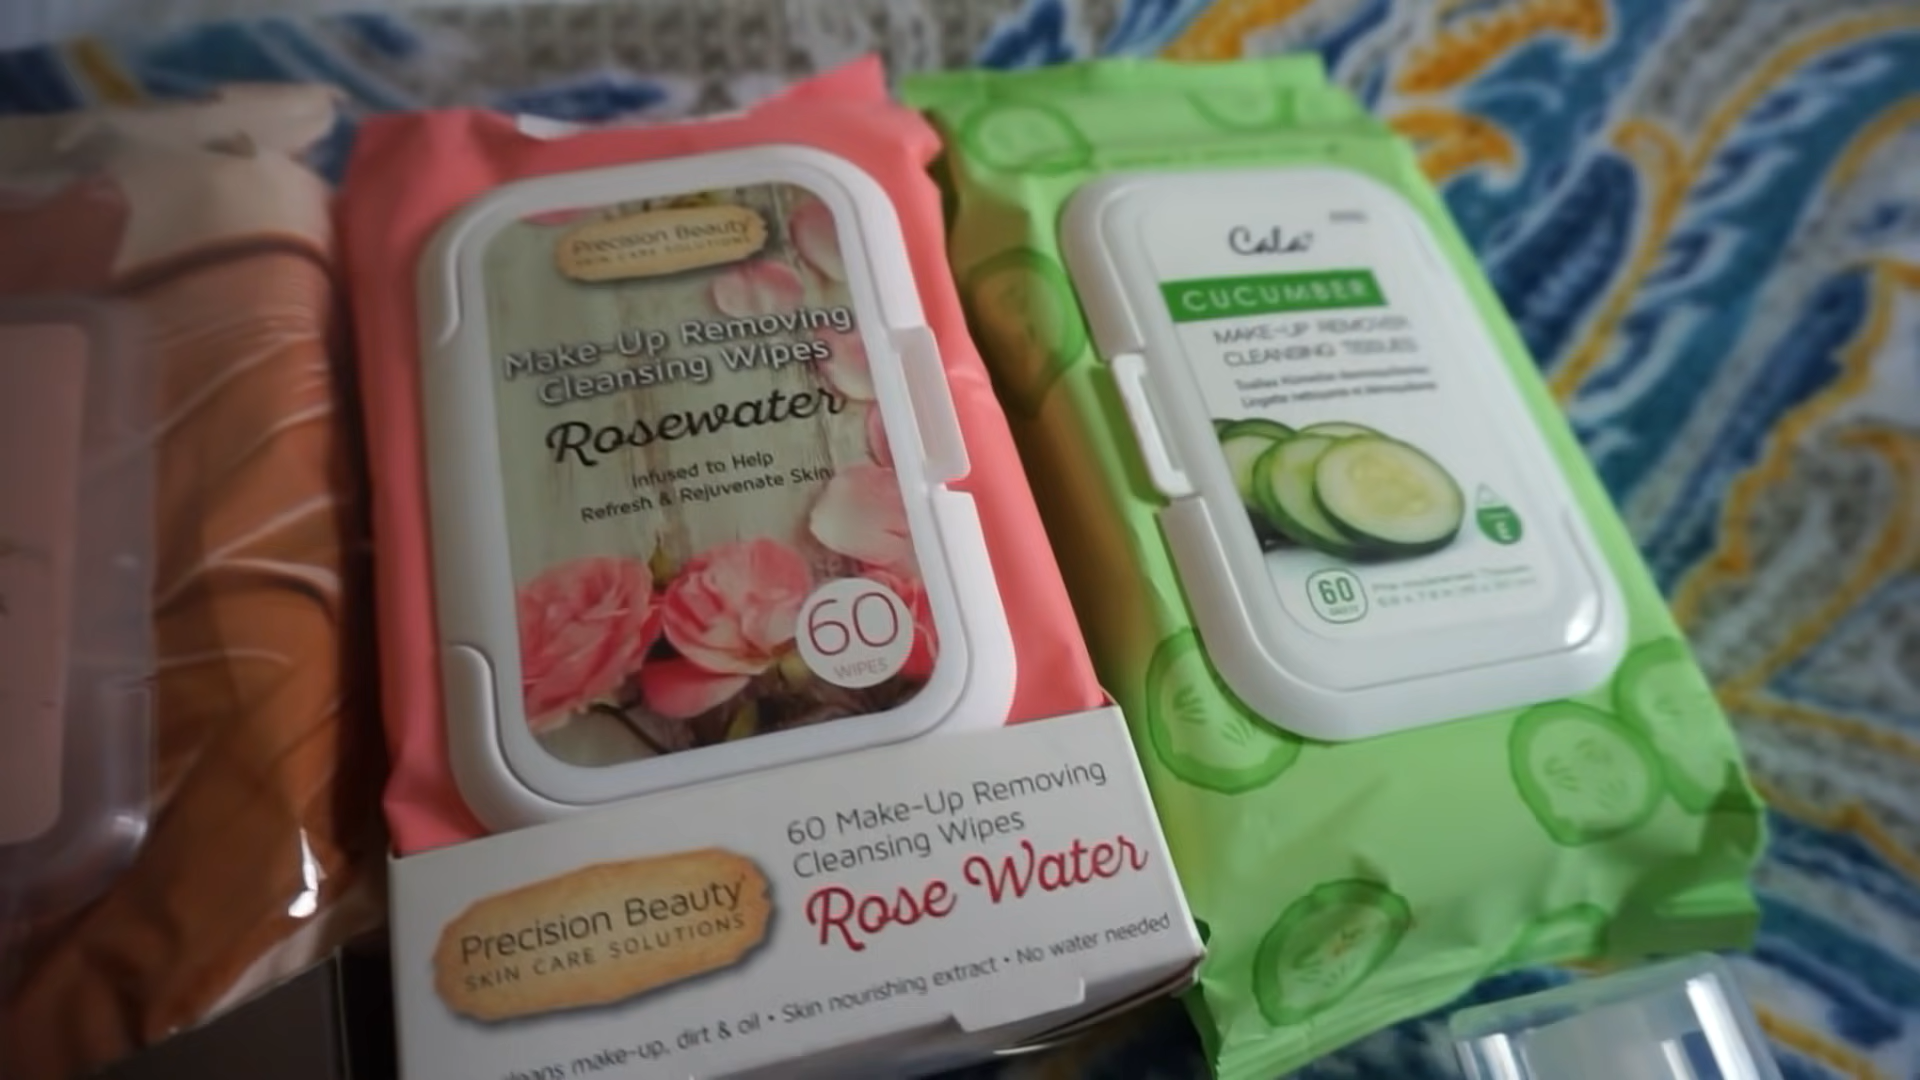 Precision Beauty
SKIN CARE SOLUTIONS
Make-Up Removing
Cleansing Wipes
Rosewater
Infused to Help
Refresh & Rejuvenate Skin
60
WIPES
60 Make-Up Removing
Cleansing Wipes
Rose Water
Precision Beauty
SKIN CARE SOLUTIONS
make-up, dirt & oil • Skin nourishing extract • No water needed
Cala
CUCUMBER
MAKE-UP REMOVER
CLEANSING TISSUES
E
60